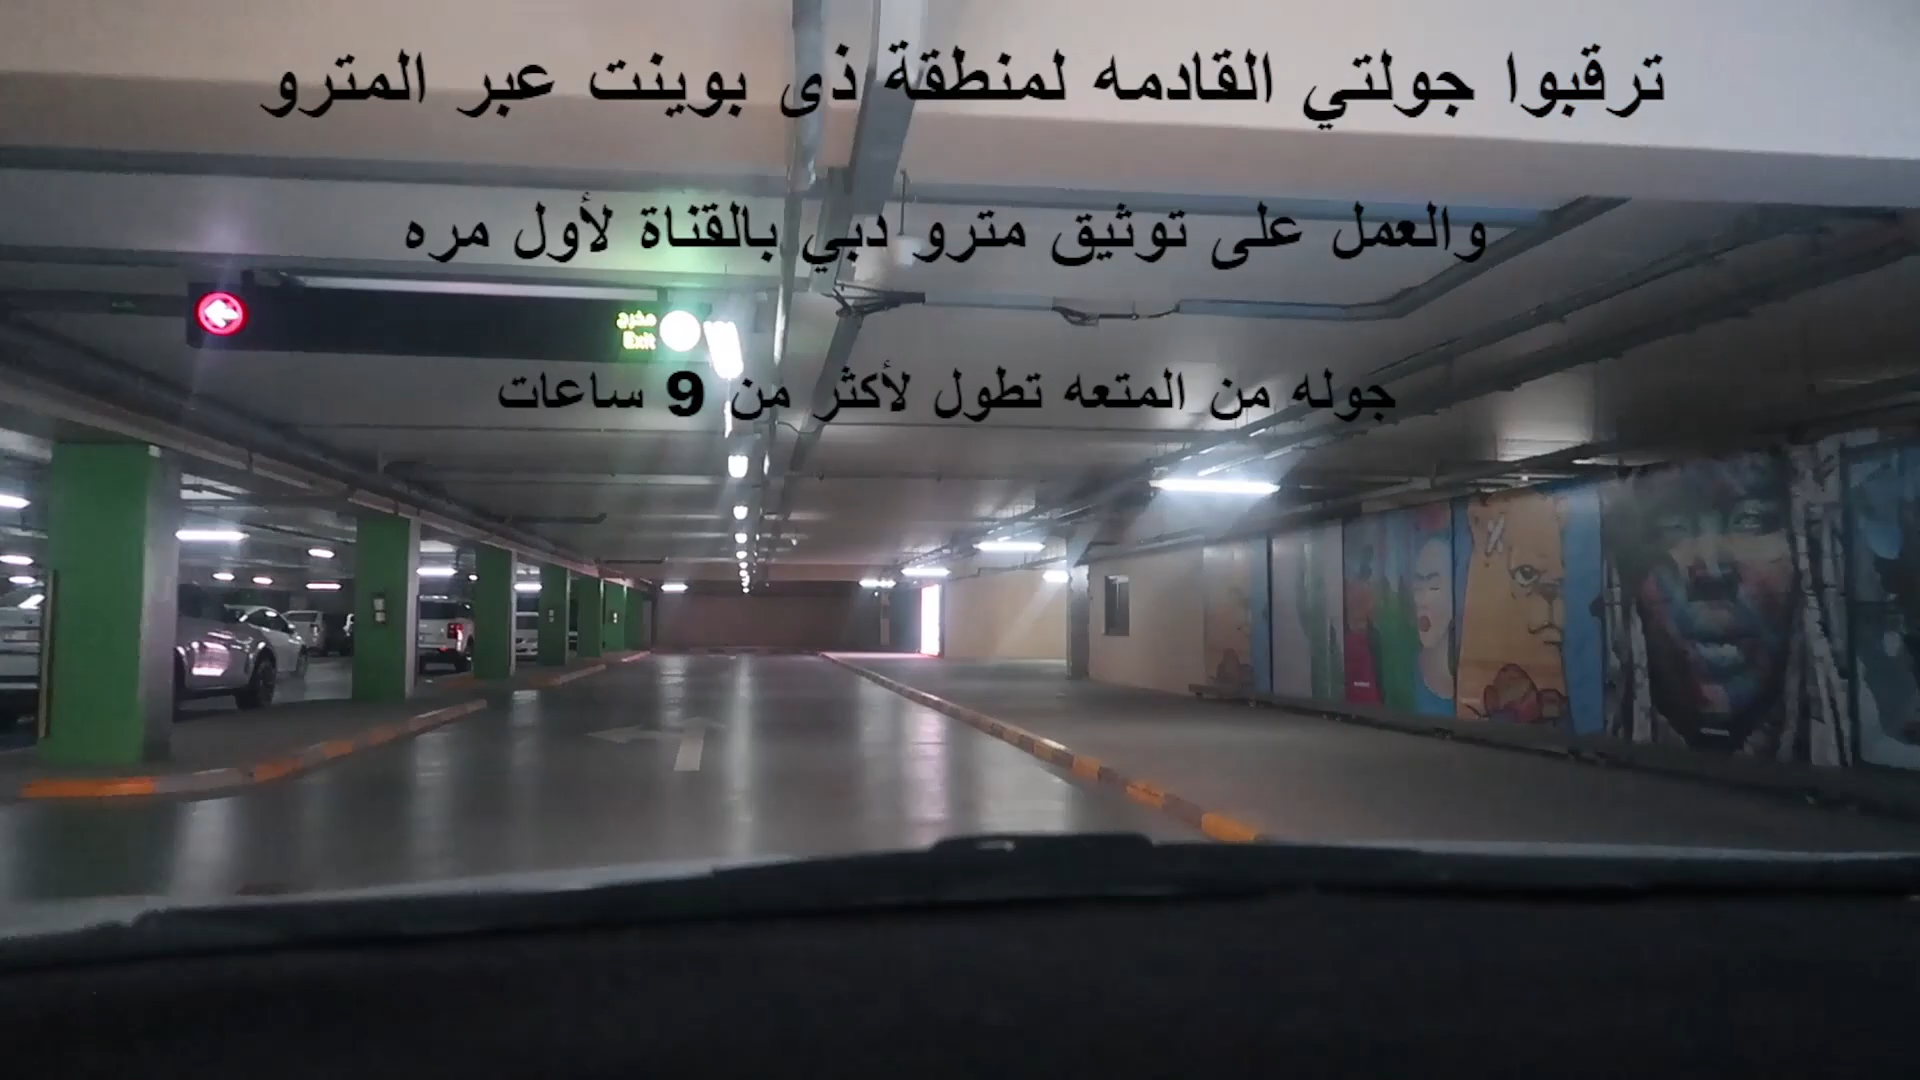 ترقبوا جولتي القادمه لمنطقة ذى بوينت عبر المترو
والعمل على توثيق مترو دبي بالقناة لأول مره
مخرج
Exit
جوله من المتعه تطول لأكثر من 9 ساعات